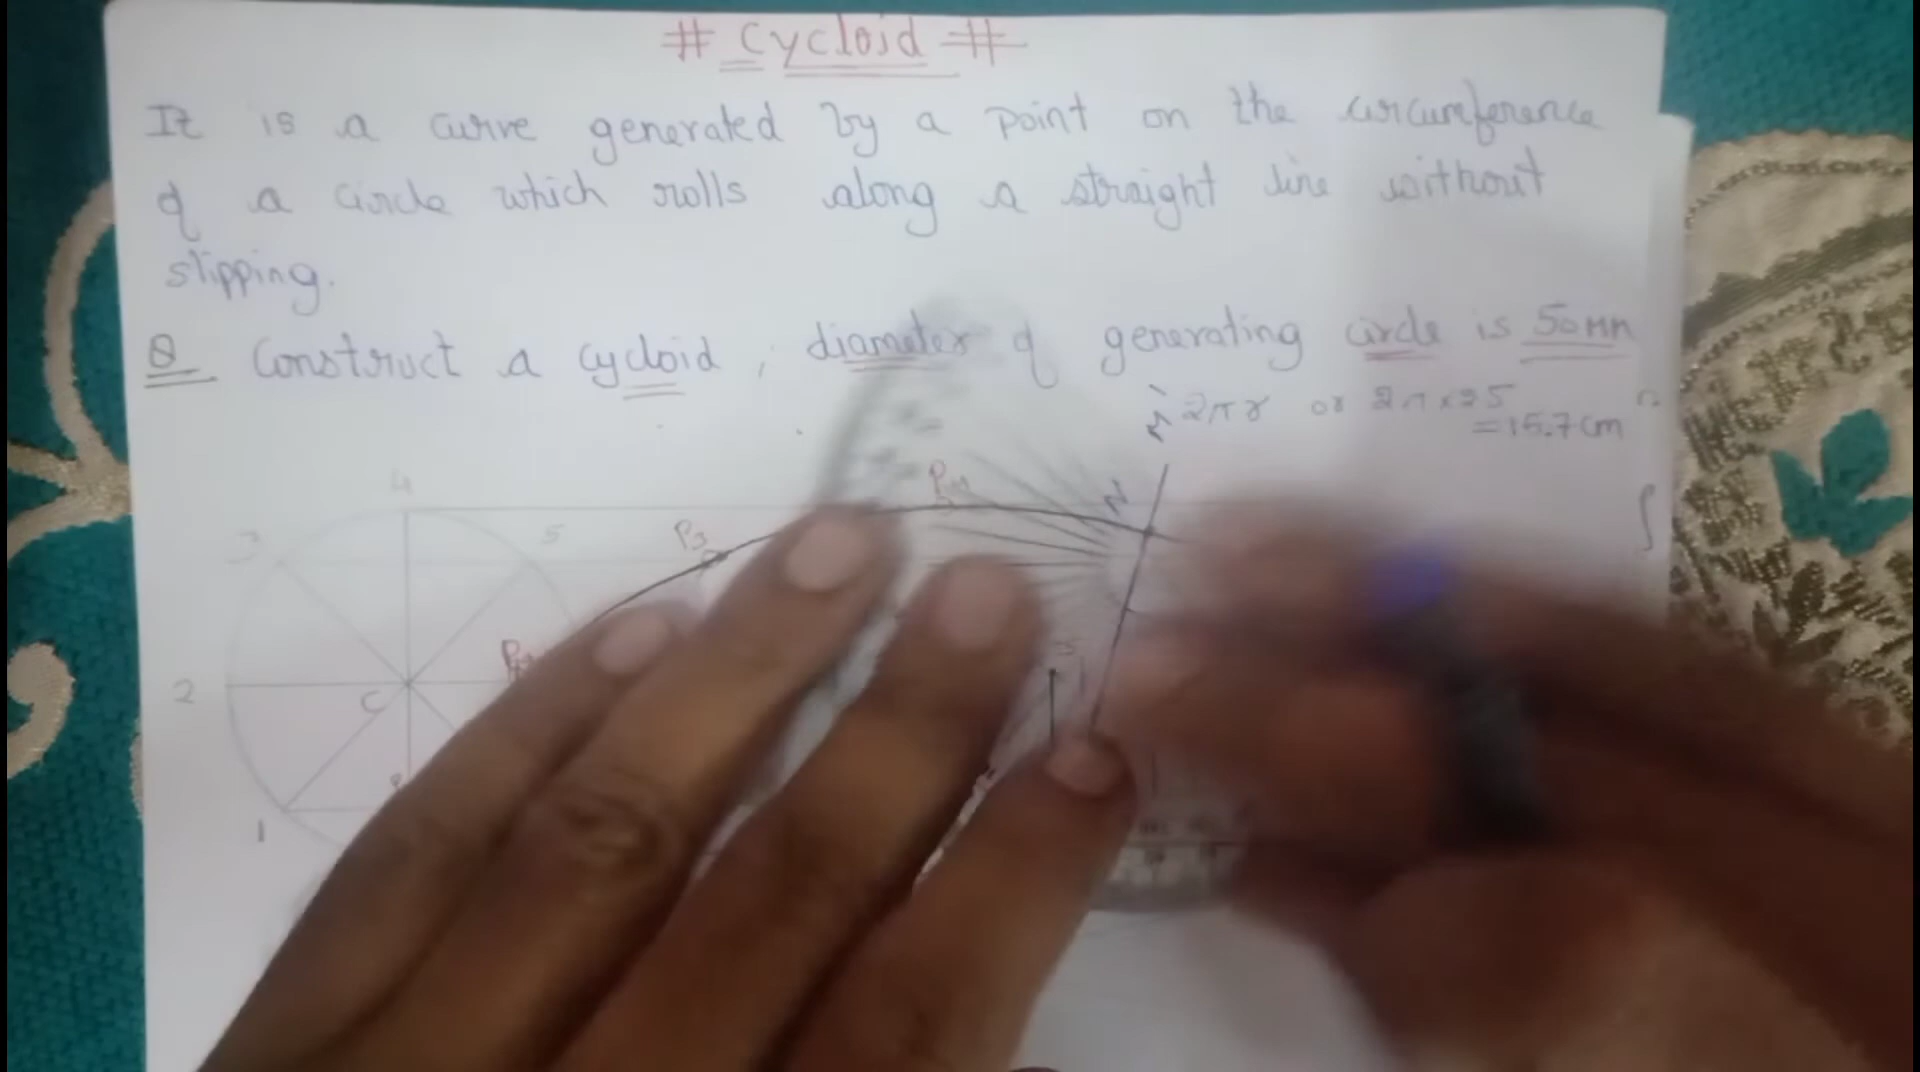 # Cycloid #
It is a curve generated by a point on the circumference
of a circle which rolls along a straight line without
slipping.
Q Construct a cycloid, diameter of generating circle is 50mm
2πr or 2π×25
=15.7cm
4
P4
N
3
5
P3
2
C
1